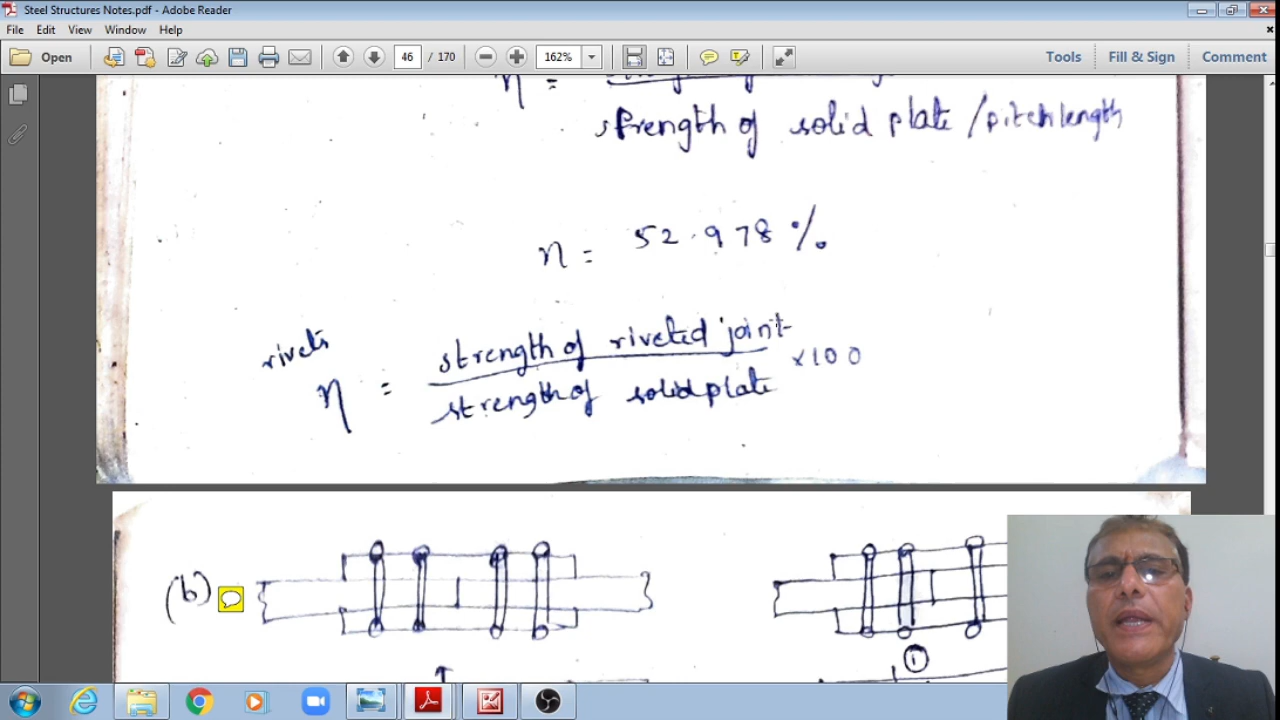 Steel Structures Notes.pdf - Adobe Reader
File Edit View Window Help
Open 46 / 170 162% Tools Fill & Sign Comment
η =
strength of solid plate / pitch length
η = 52.978 %
rivets
η = strength of riveted joint
strength of solid plate
×100
(b)
1